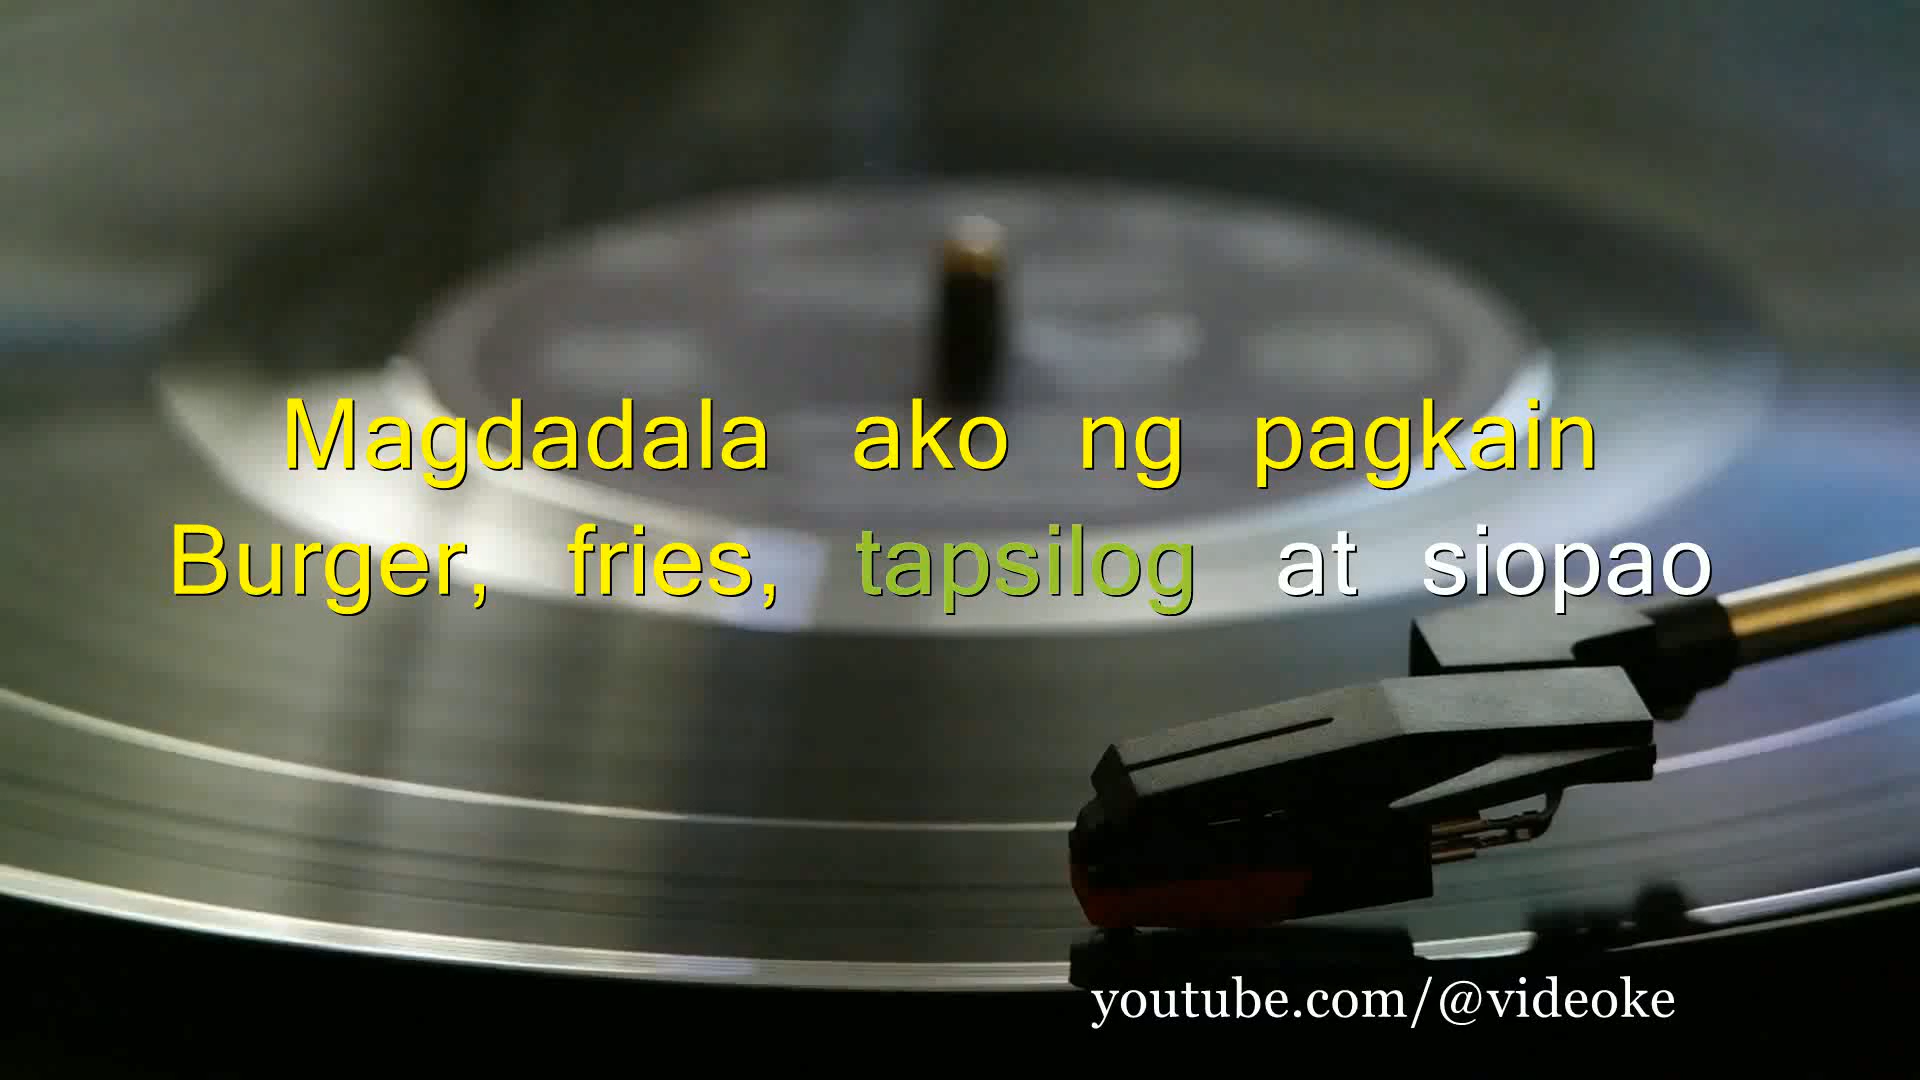 Magdadala ako ng pagkain
Burger, fries, tapsilog at siopao
youtube.com/@videoke